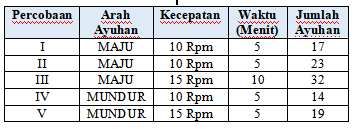 Percobaan Arah Ayuhan Kecepatan Waktu (Menit) Jumlah Ayuhan
I MAJU 10 Rpm 5 17
II MAJU 10 Rpm 5 23
III MAJU 15 Rpm 10 32
IV MUNDUR 10 Rpm 5 14
V MUNDUR 15 Rpm 5 19